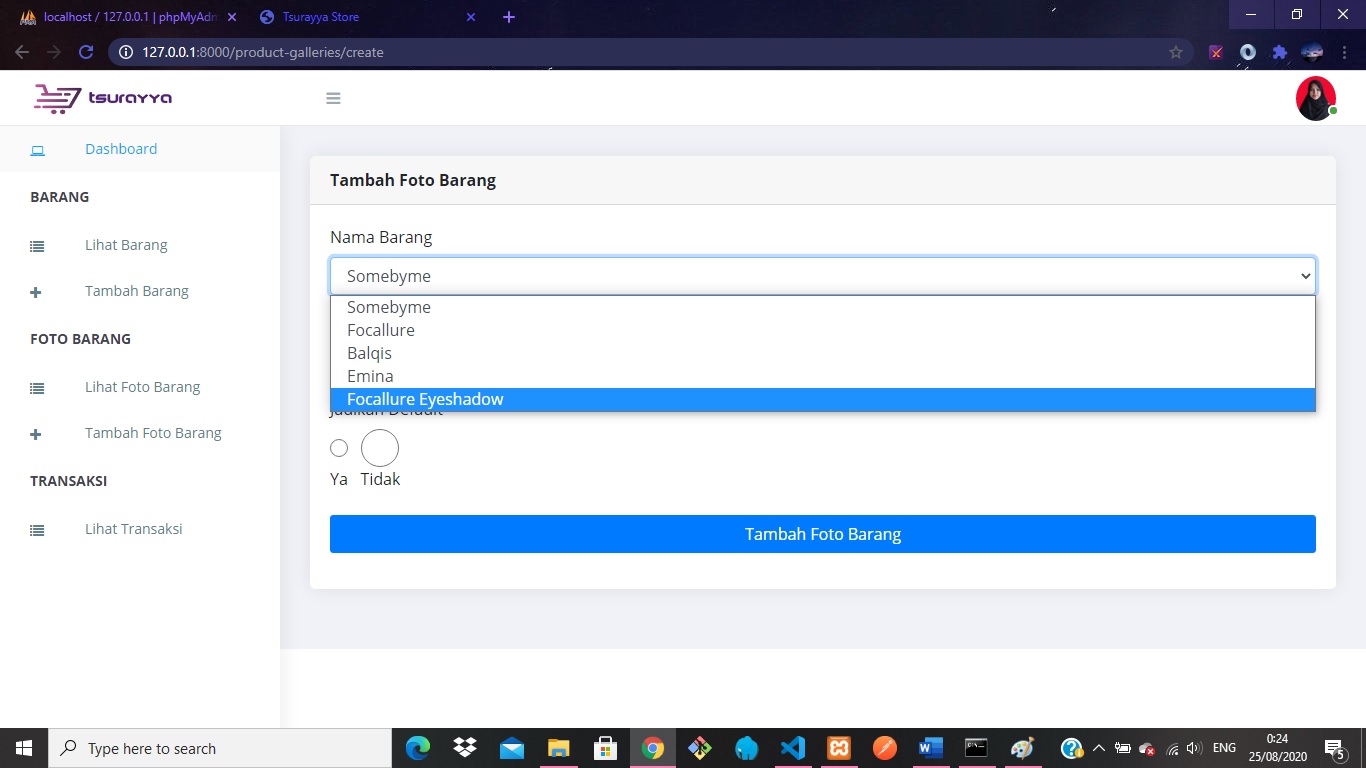 localhost / 127.0.0.1 | phpMyAdm
Tsurayya Store
127.0.0.1:8000/product-galleries/create
tsurayya
Dashboard
BARANG
Lihat Barang
Tambah Barang
FOTO BARANG
Lihat Foto Barang
Tambah Foto Barang
TRANSAKSI
Lihat Transaksi
Tambah Foto Barang
Nama Barang
Somebyme
Somebyme
Focallure
Balqis
Emina
Focallure Eyeshadow
Jadikan Default
Ya Tidak
Tambah Foto Barang
Type here to search
ENG
0:24
25/08/2020
5